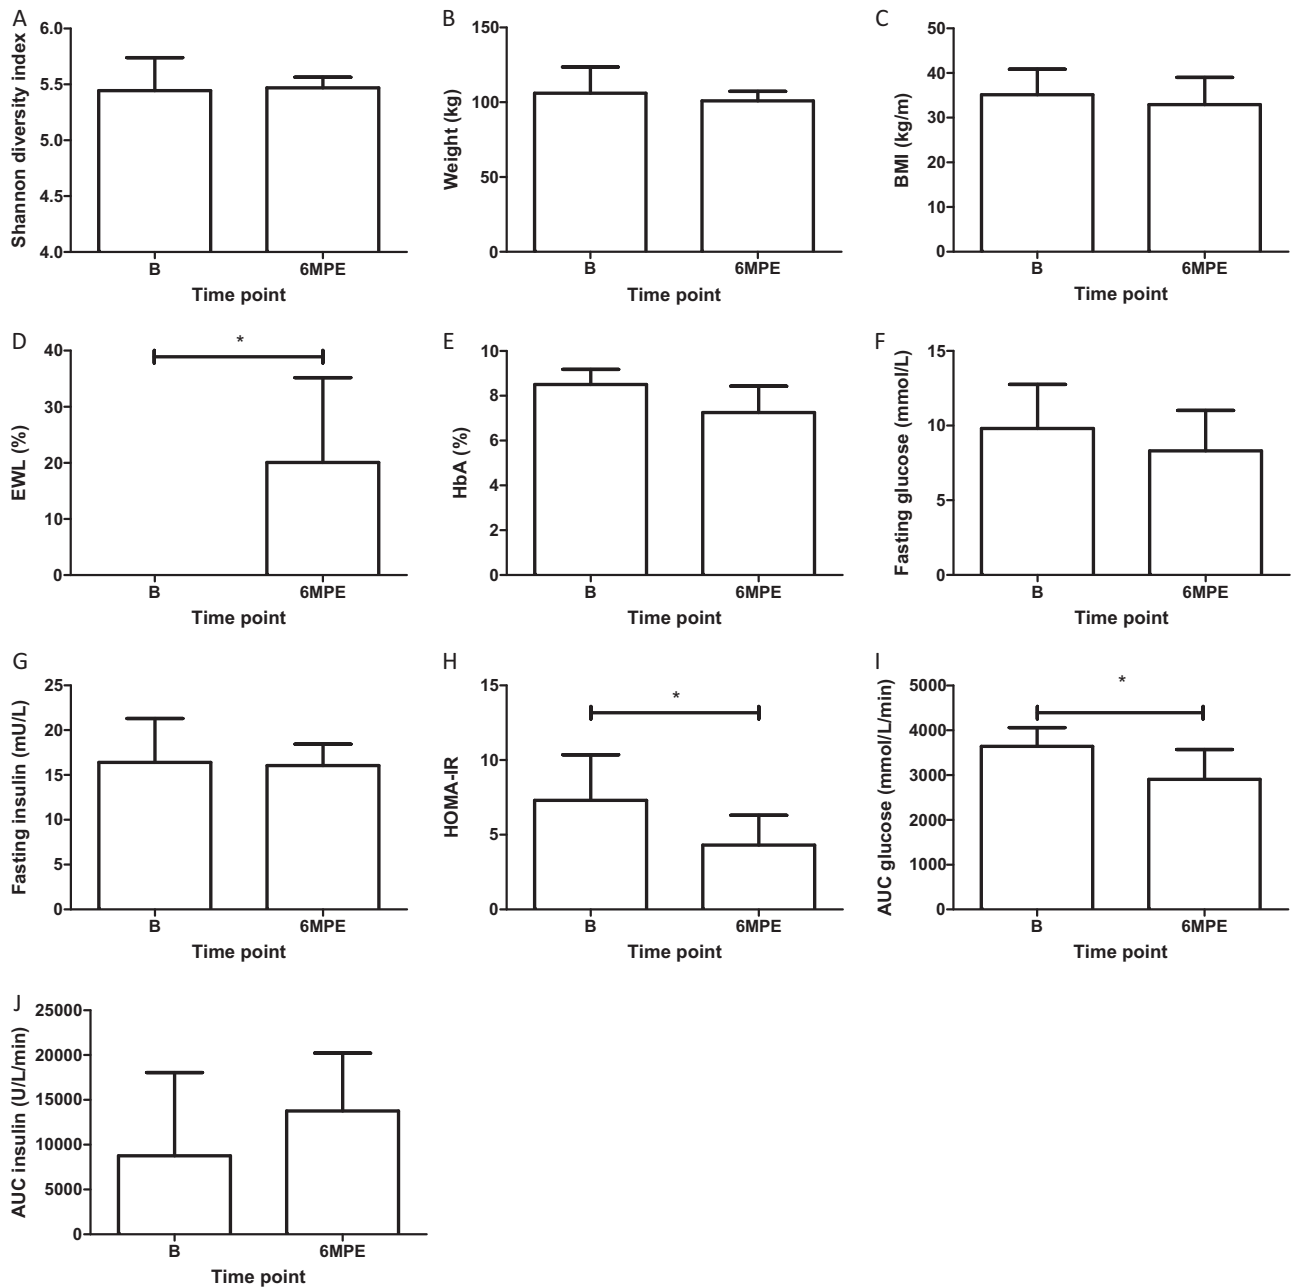 A
Shannon diversity index
6.0
5.5
5.0
4.5
4.0
B
6MPE
Time point
B
Weight (kg)
150
100
50
0
B
6MPE
Time point
C
BMI (kg/m)
50
40
30
20
10
0
B
6MPE
Time point
D
EWL (%)
40
30
20
10
0
*
B
6MPE
Time point
E
HbA (%)
10
8
6
4
2
0
B
6MPE
Time point
F
Fasting glucose (mmol/L)
15
10
5
0
B
6MPE
Time point
G
Fasting insulin (mU/L)
25
20
15
10
5
0
B
6MPE
Time point
H
HOMA-IR
15
10
5
0
*
B
6MPE
Time point
I
AUC glucose (mmol/L/min)
5000
4000
3000
2000
1000
0
*
B
6MPE
Time point
J
AUC insulin (U/L/min)
25000
20000
15000
10000
5000
0
B
6MPE
Time point